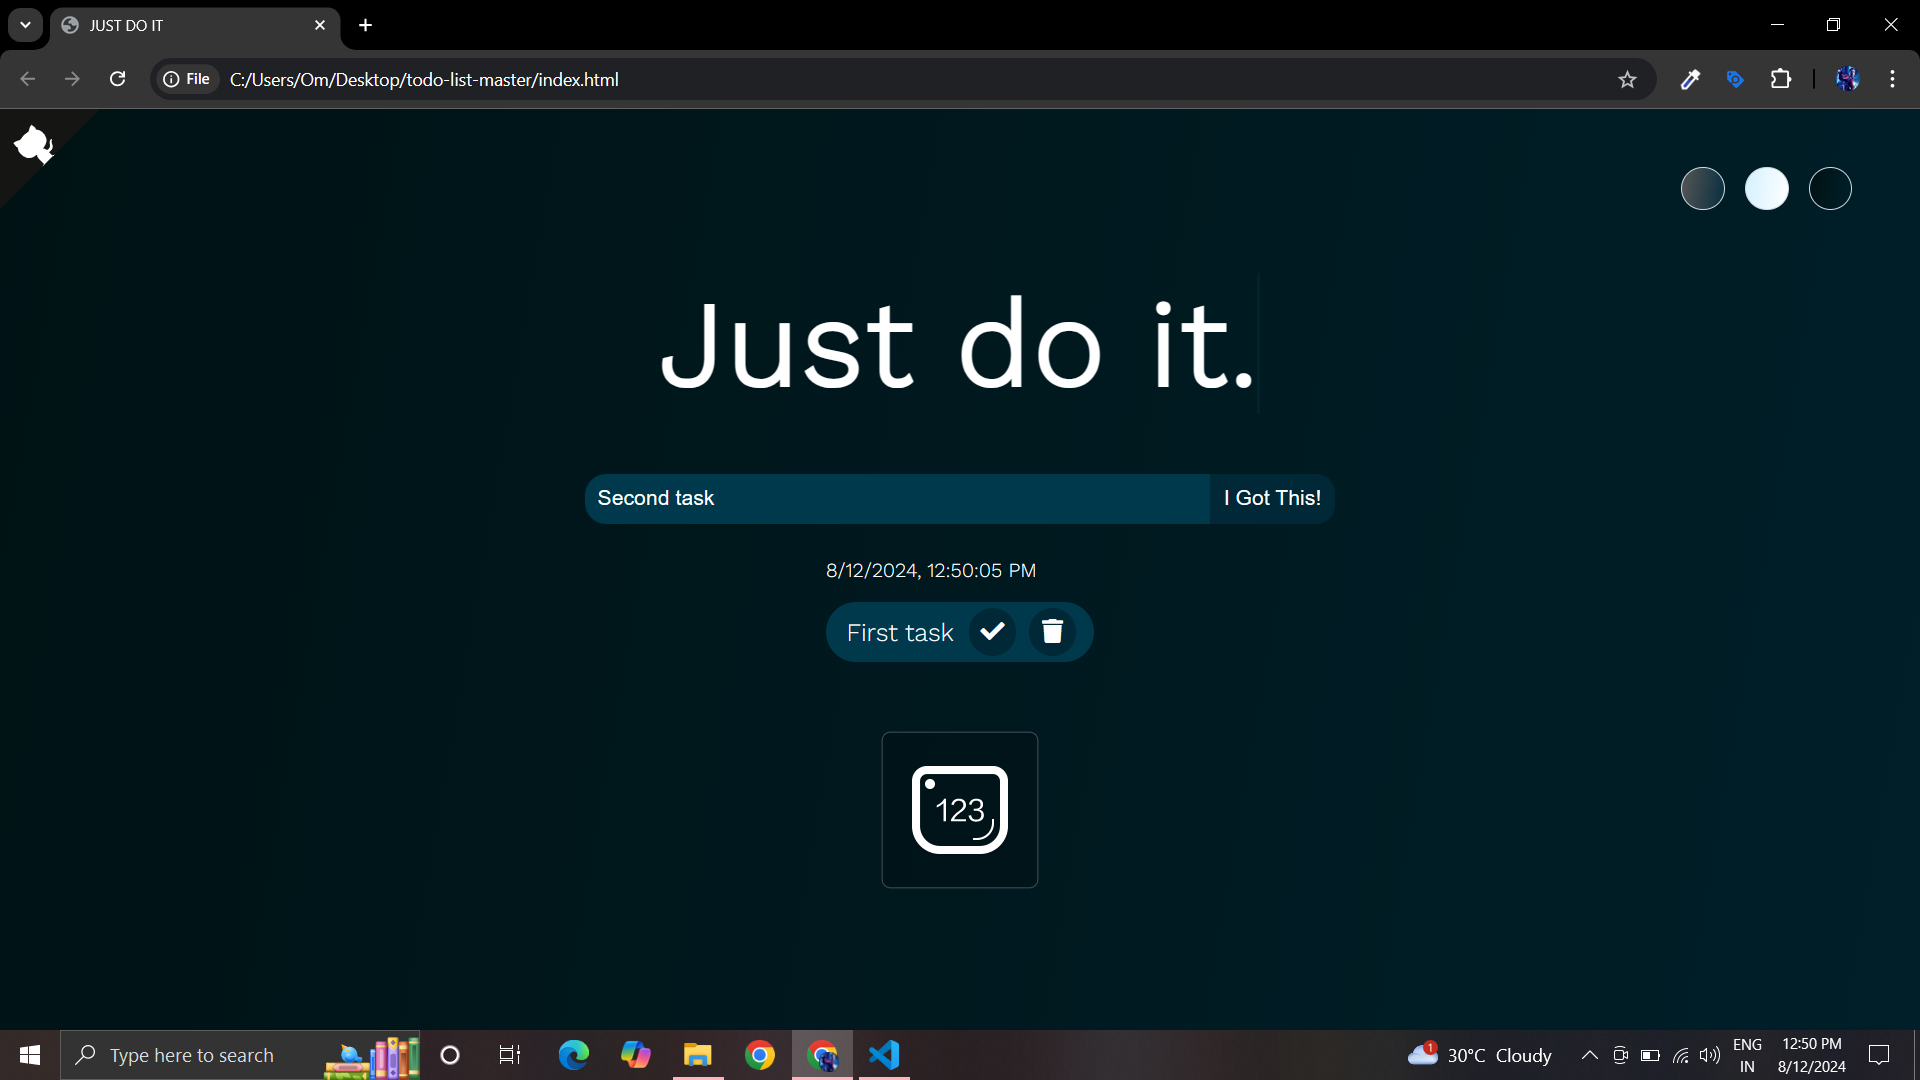 JUST DO IT
File C:/Users/Om/Desktop/todo-list-master/index.html
Just do it.
Second task I Got This!
8/12/2024, 12:50:05 PM
First task
123
Type here to search
1 30°C Cloudy
ENG
IN
12:50 PM
8/12/2024